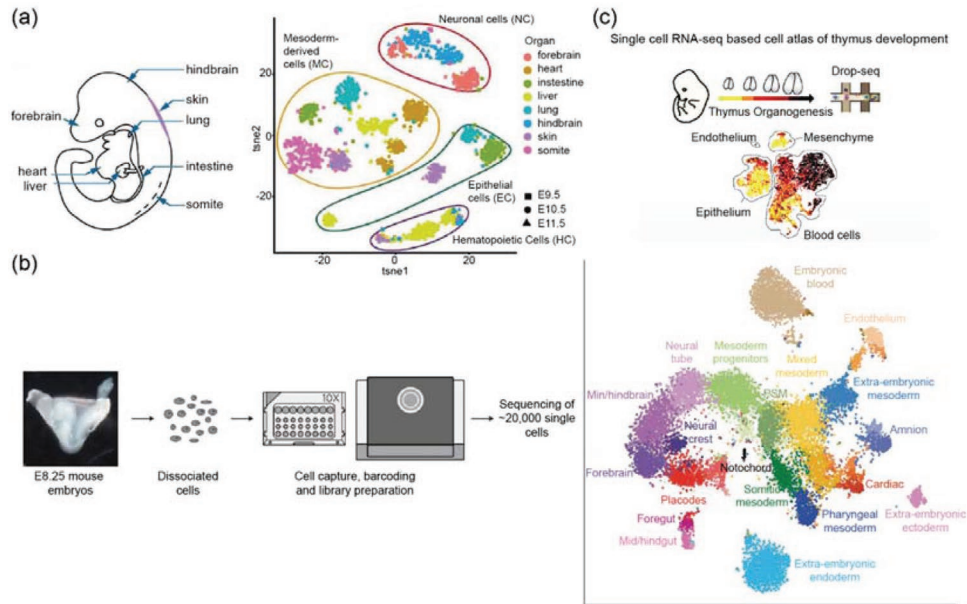 (a)
hindbrain
skin
forebrain
lung
heart
liver
intestine
somite
Mesoderm-
derived
cells (MC)
Neuronal cells (NC)
Organ
forebrain
heart
instestine
liver
lung
hindbrain
skin
somite
Epithelial
cells (EC)
E9.5
E10.5
E11.5
Hematopoietic Cells (HC)
tsne2
20
0
-20
-20
0
20
tsne1
(c)
Single cell RNA-seq based cell atlas of thymus development
Drop-seq
Thymus Organogenesis
Endothelium
Mesenchyme
Epithelium
Blood cells
(b)
E8.25 mouse
embryos
Dissociated
cells
10X
Cell capture, barcoding
and library preparation
Sequencing of
~20,000 single
cells
Embryonic
blood
Endothelium
Neural
tube
Mesoderm
progenitors
Mixed
mesoderm
Extra-embryonic
mesoderm
Min/hindbrain
PSM
Neural
crest
Amnion
Notochord
Forebrain
Placodes
Somitic
mesoderm
Cardiac
Foregut
Pharyngeal
mesoderm
Extra-embryonic
ectoderm
Mid/hindgut
Extra-embryonic
endoderm